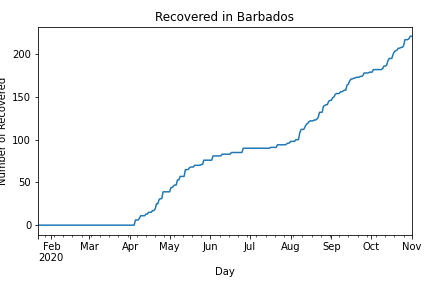 Recovered in Barbados
Number of Recovered
200
150
100
50
0
Feb Mar Apr May Jun Jul Aug Sep Oct Nov
2020
Day